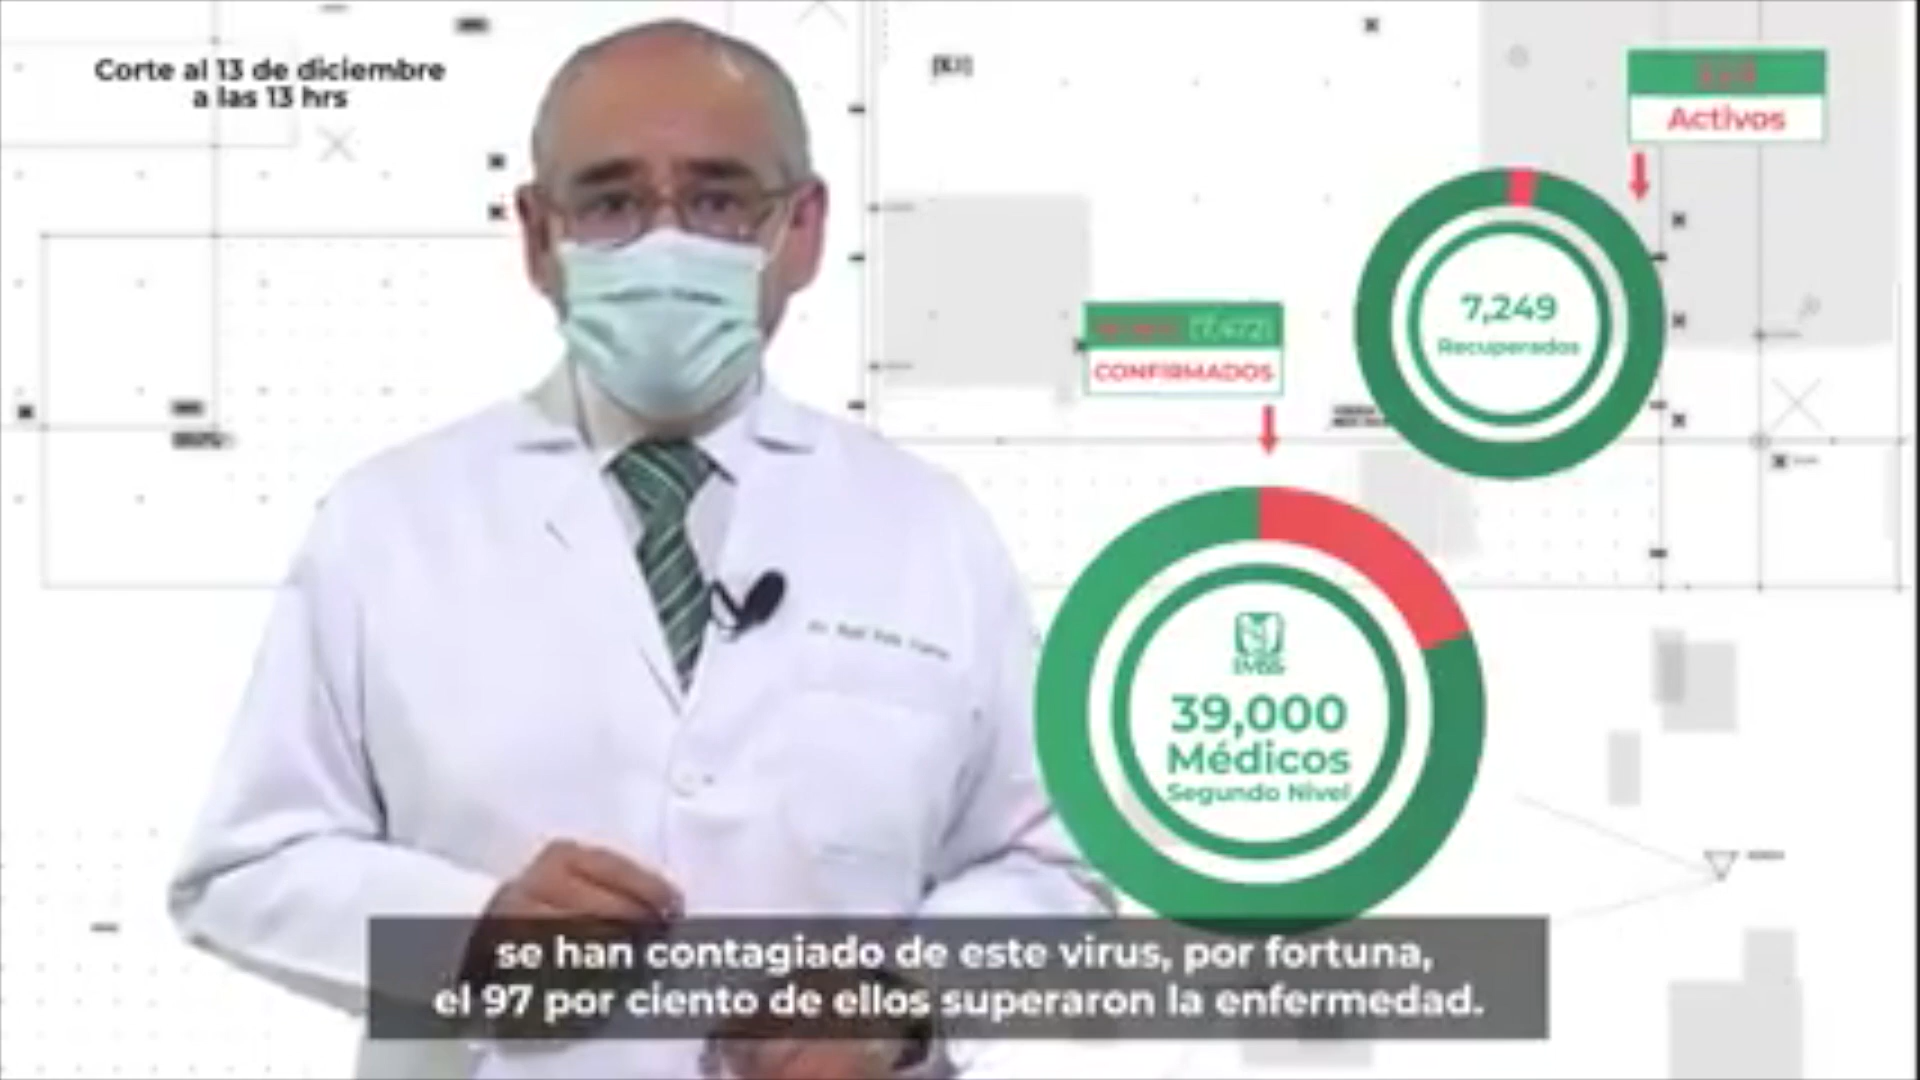 Corte al 13 de diciembre
a las 13 hrs
Activos
7,249
Recuperados
CONFIRMADOS
IMSS
39,000
Médicos
Segundo Nivel
se han contagiado de este virus, por fortuna,
el 97 por ciento de ellos superaron la enfermedad.